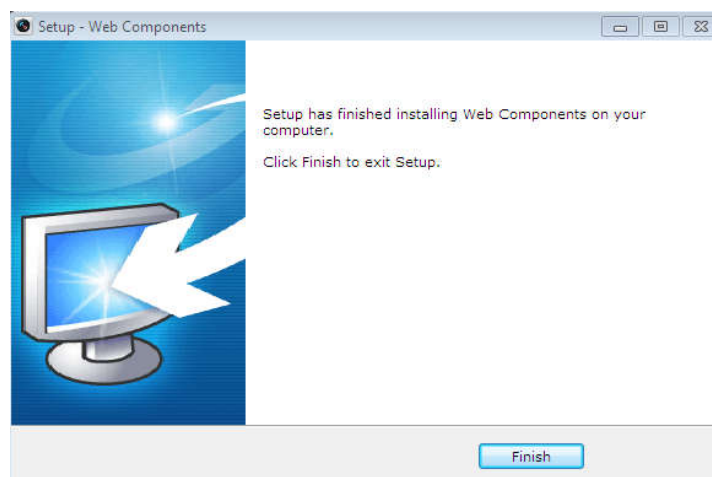 Setup - Web Components
Setup has finished installing Web Components on your
computer.
Click Finish to exit Setup.
Finish